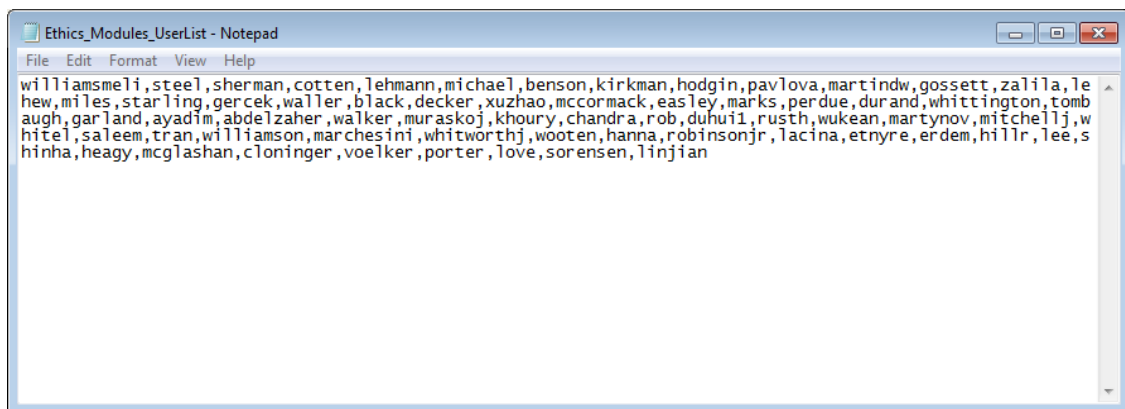 Ethics_Modules_UserList - Notepad
File Edit Format View Help
williamsmeli,steel,sherman,cotten,lehmann,michael,benson,kirkman,hodgin,pavlova,martindw,gossett,zalila,le
hew,miles,starling,gercek,waller,black,decker,xuzhao,mccormack,easley,marks,perdue,durand,whittington,tomb
augh,garland,ayadim,abdelzaher,walker,muraskoj,khoury,chandra,rob,duhui1,rusth,wukean,martynov,mitchellj,w
hitel,saleem,tran,williamson,marchesini,whitworthj,wooten,hanna,robinsonjr,lacina,etnyre,erdem,hillr,lee,s
hinha,heagy,mcglashan,cloninger,voelker,porter,love,sorensen,linjian